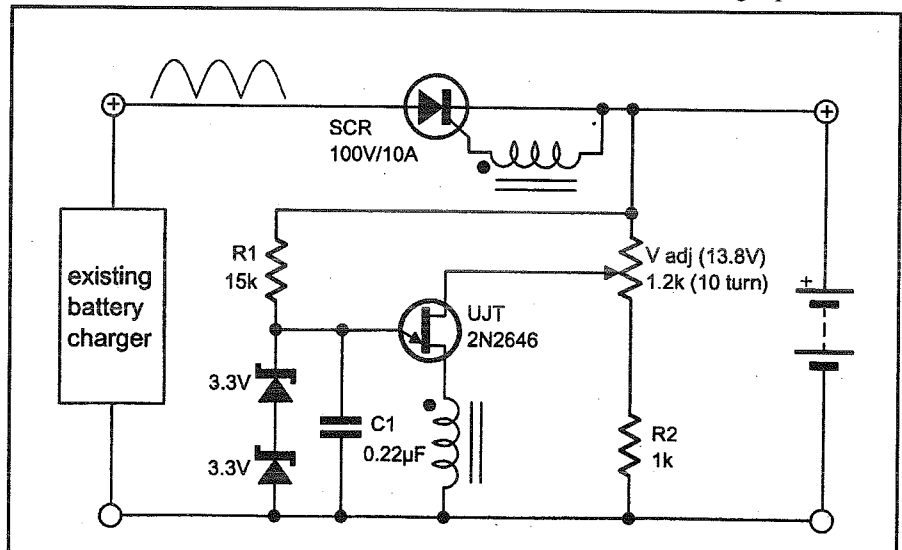 +
+
SCR
100V/10A
existing
battery
charger
R1
15k
V adj (13.8V)
1.2k (10 turn)
UJT
2N2646
+
3.3V
3.3V
C1
0.22µF
R2
1k